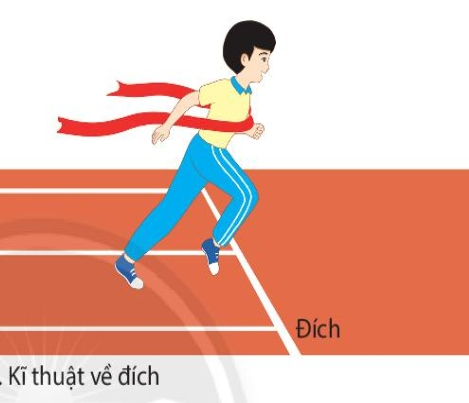 Đích
. Kĩ thuật về đích